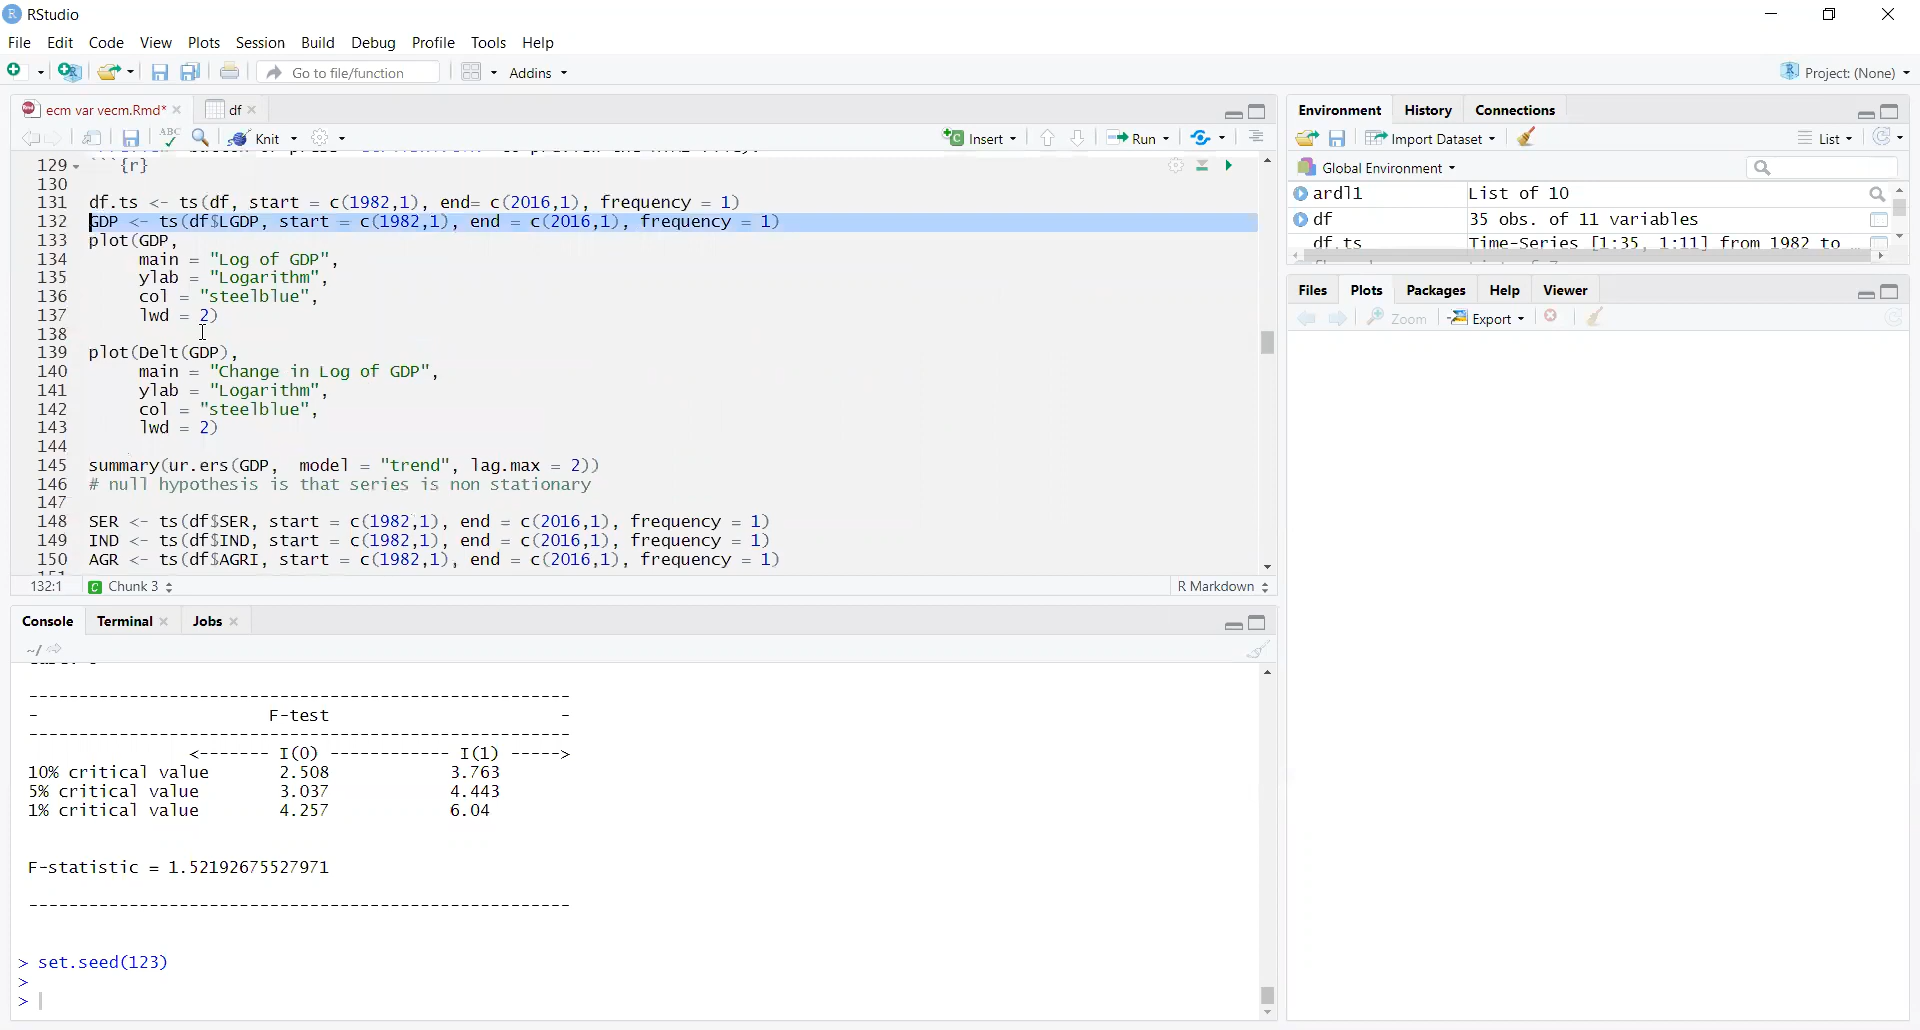 RStudio
File Edit Code View Plots Session Build Debug Profile Tools Help
Go to file/function Addins Project: (None)
ecm var vecm.Rmd* df
ABC Knit Insert Run
129 ```{r}
130
131 df.ts <- ts(df, start = c(1982,1), end= c(2016,1), frequency = 1)
132 GDP <- ts(df$LGDP, start = c(1982,1), end = c(2016,1), frequency = 1)
133 plot(GDP,
134 main = "Log of GDP",
135 ylab = "Logarithm",
136 col = "steelblue",
137 lwd = 2)
138
139 plot(Delt(GDP),
140 main = "Change in Log of GDP",
141 ylab = "Logarithm",
142 col = "steelblue",
143 lwd = 2)
144
145 summary(ur.ers(GDP, model = "trend", lag.max = 2))
146 # null hypothesis is that series is non stationary
147
148 SER <- ts(df$SER, start = c(1982,1), end = c(2016,1), frequency = 1)
149 IND <- ts(df$IND, start = c(1982,1), end = c(2016,1), frequency = 1)
150 AGR <- ts(df$AGRI, start = c(1982,1), end = c(2016,1), frequency = 1)
132:1 Chunk 3 R Markdown
Console Terminal Jobs
~/
------------------------------------------------------
- F-test -
------------------------------------------------------
<------- I(0) ------------ I(1) ----->
10% critical value 2.508 3.763
5% critical value 3.037 4.443
1% critical value 4.257 6.04
F-statistic = 1.52192675527971
------------------------------------------------------
> set.seed(123)
>
>
Environment History Connections
Import Dataset List
Global Environment
ardl1 List of 10
df 35 obs. of 11 variables
df.ts Time-Series [1:35, 1:11] from 1982 to ...
Files Plots Packages Help Viewer
Zoom Export